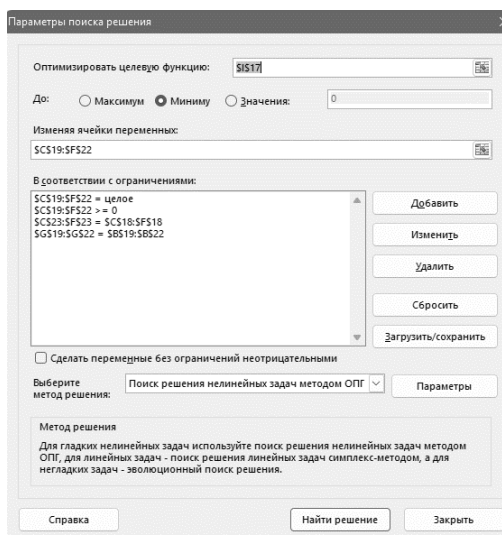 Параметры поиска решения
Оптимизировать целевую функцию: $I$17
До: Максимум Миниму Значения: 0
Изменяя ячейки переменных:
$C$19:$F$22
В соответствии с ограничениями:
$C$19:$F$22 = целое
$C$19:$F$22 >= 0
$C$23:$F$23 = $C$18:$F$18
$G$19:$G$22 = $B$19:$B$22
Добавить
Изменить
Удалить
Сбросить
Загрузить/сохранить
Сделать переменные без ограничений неотрицательными
Выберите
метод решения:
Поиск решения нелинейных задач методом ОПГ
Параметры
Метод решения
Для гладких нелинейных задач используйте поиск решения нелинейных задач методом
ОПГ, для линейных задач - поиск решения линейных задач симплекс-методом, а для
негладких задач - эволюционный поиск решения.
Справка Найти решение Закрыть